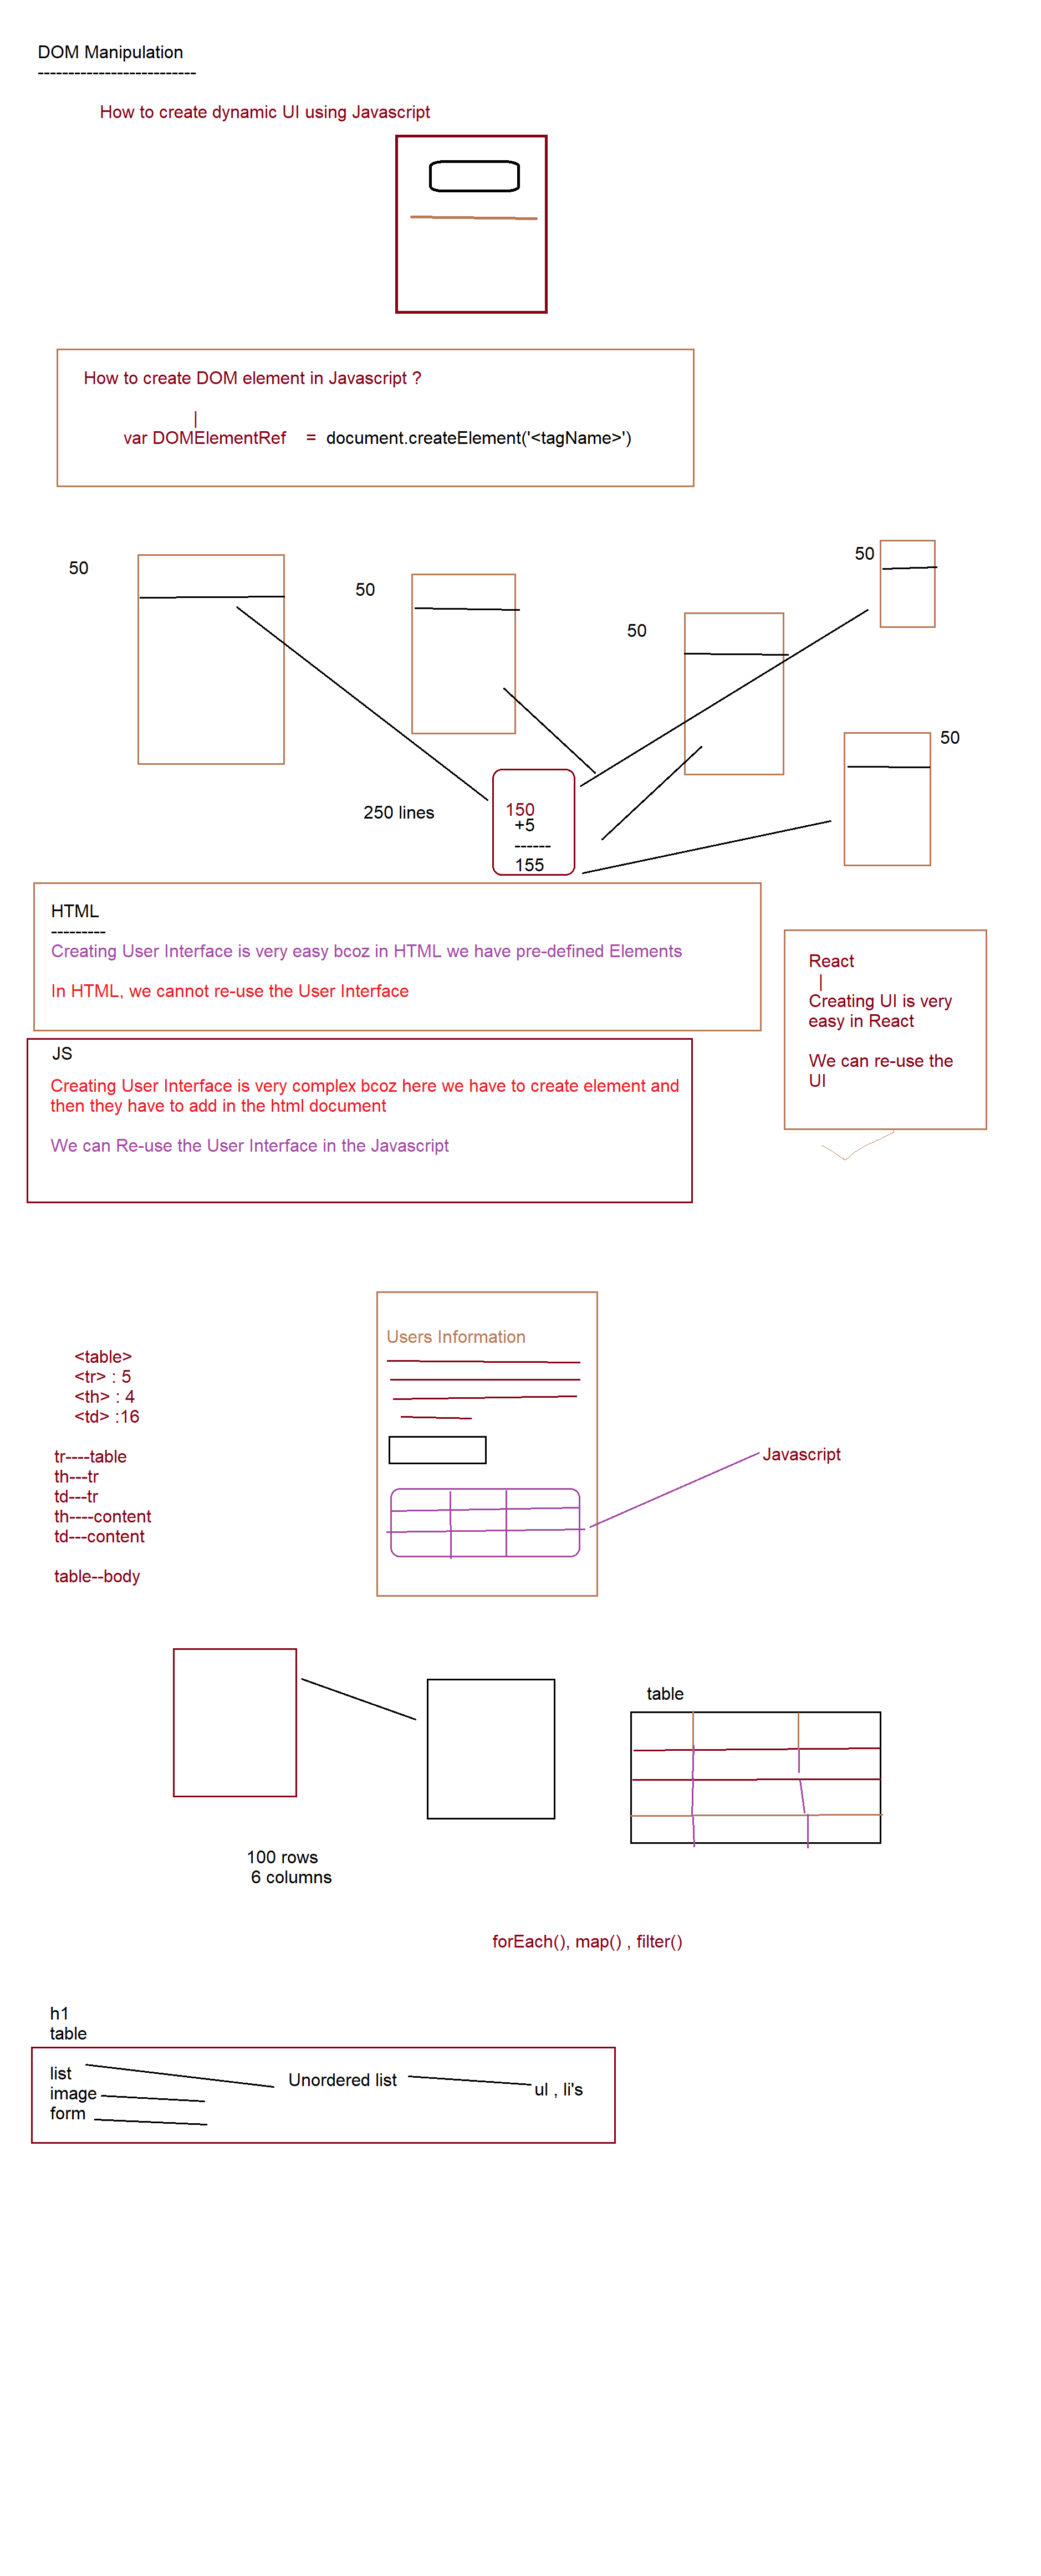 DOM Manipulation
--------------------------
How to create dynamic UI using Javascript
How to create DOM element in Javascript ?
|
var DOMElementRef = document.createElement('<tagName>')
50
50
50
50
50
250 lines
150
+5
------
155
HTML
---------
Creating User Interface is very easy bcoz in HTML we have pre-defined Elements
In HTML, we cannot re-use the User Interface
React
|
Creating UI is very
easy in React
We can re-use the
UI
JS
Creating User Interface is very complex bcoz here we have to create element and
then they have to add in the html document
We can Re-use the User Interface in the Javascript
Users Information
<table>
<tr> : 5
<th> : 4
<td> :16
tr----table
th---tr
td---tr
th----content
td---content
table--body
Javascript
table
100 rows
6 columns
forEach(), map() , filter()
h1
table
list
image
form
Unordered list
ul , li's